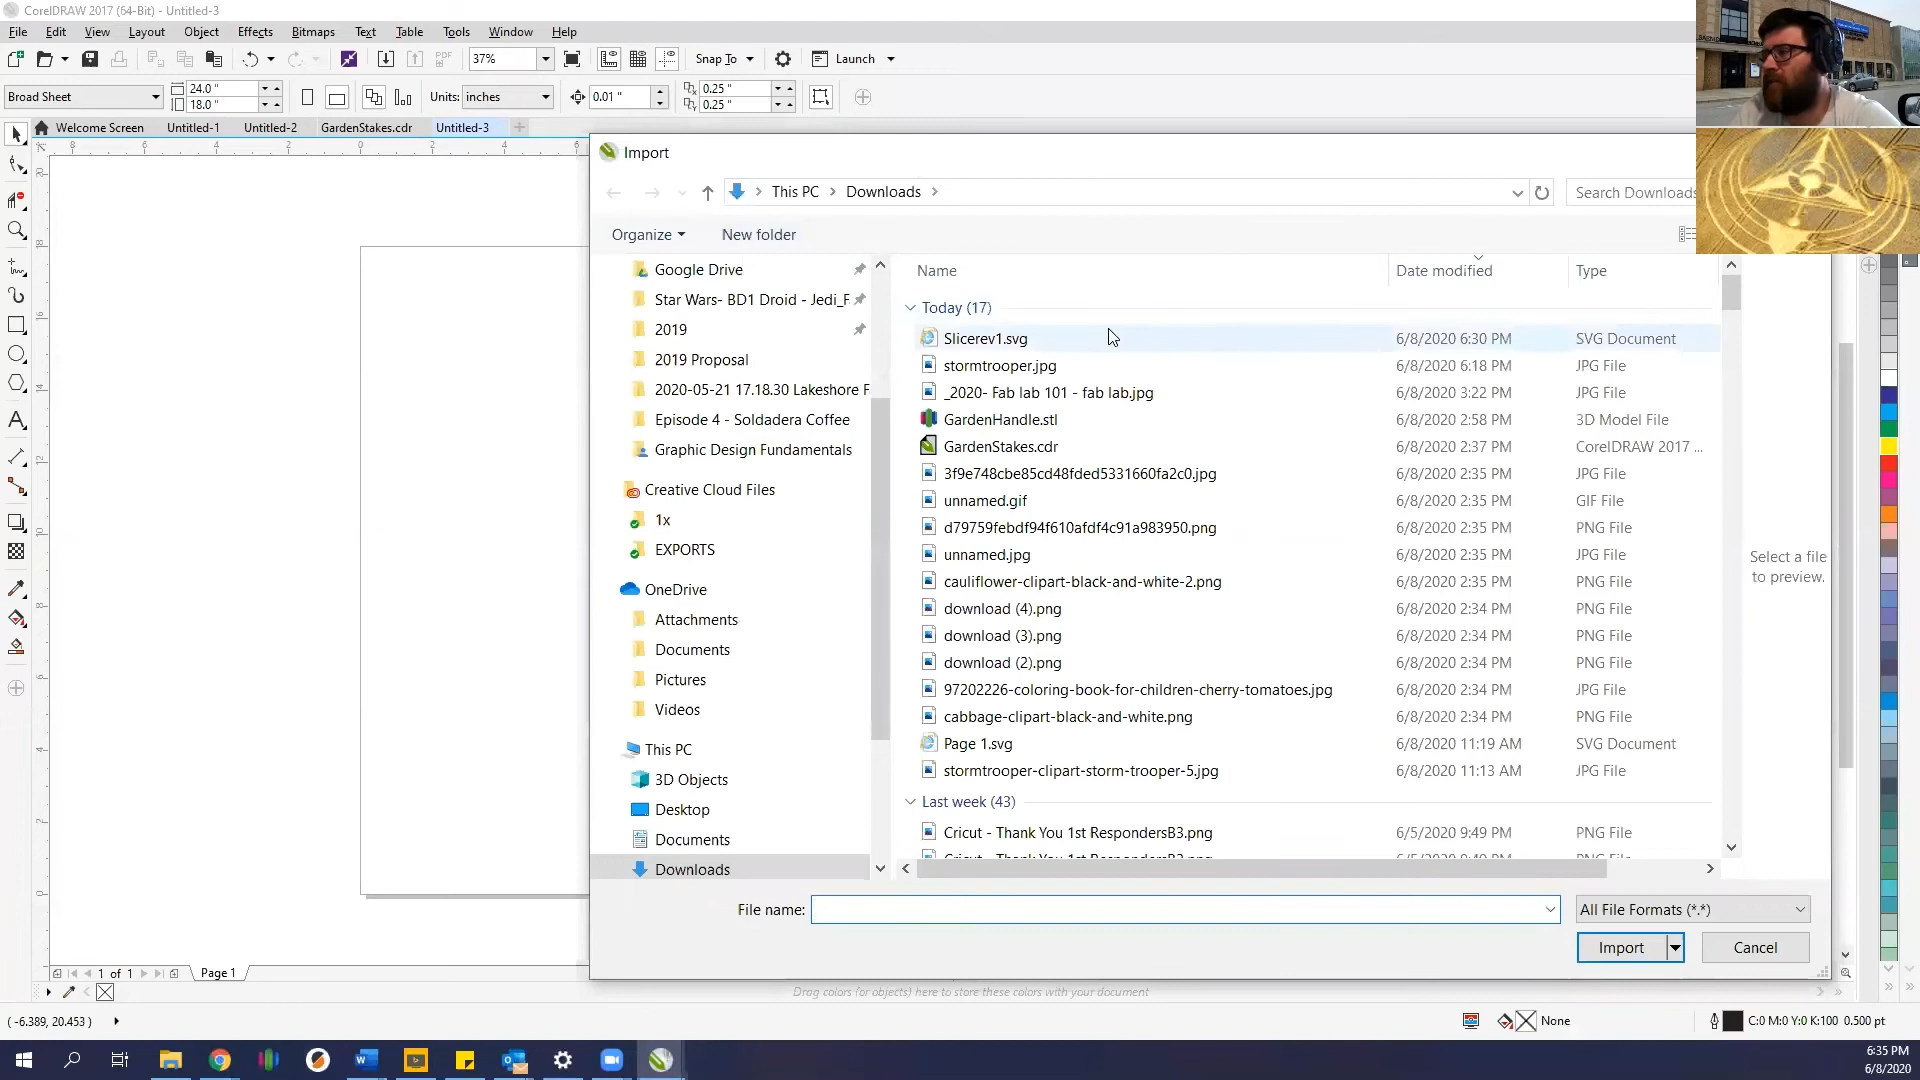 CorelDRAW 2017 (64-Bit) - Untitled-3
File Edit View Layout Object Effects Bitmaps Text Table Tools Window Help
PDF 37% Snap To Launch
Broad Sheet 24.0 " 18.0 " Units: inches 0.01 " 0.25 " 0.25 "
Welcome Screen Untitled-1 Untitled-2 GardenStakes.cdr Untitled-3
8 6 4 2 0 2 4 6
Import
This PC Downloads Search Downloads
Organize New folder
Google Drive
Star Wars- BD1 Droid - Jedi_F
2019
2019 Proposal
2020-05-21 17.18.30 Lakeshore F
Episode 4 - Soldadera Coffee
Graphic Design Fundamentals
Creative Cloud Files
1x
EXPORTS
OneDrive
Attachments
Documents
Pictures
Videos
This PC
3D Objects
Desktop
Documents
Downloads
Name Date modified Type
Today (17)
Slicerev1.svg 6/8/2020 6:30 PM SVG Document
stormtrooper.jpg 6/8/2020 6:18 PM JPG File
_2020- Fab lab 101 - fab lab.jpg 6/8/2020 3:22 PM JPG File
GardenHandle.stl 6/8/2020 2:58 PM 3D Model File
GardenStakes.cdr 6/8/2020 2:37 PM CorelDRAW 2017 ...
3f9e748cbe85cd48fded5331660fa2c0.jpg 6/8/2020 2:35 PM JPG File
unnamed.gif 6/8/2020 2:35 PM GIF File
d79759febdf94f610afdf4c91a983950.png 6/8/2020 2:35 PM PNG File
unnamed.jpg 6/8/2020 2:35 PM JPG File
cauliflower-clipart-black-and-white-2.png 6/8/2020 2:35 PM PNG File
download (4).png 6/8/2020 2:34 PM PNG File
download (3).png 6/8/2020 2:34 PM PNG File
download (2).png 6/8/2020 2:34 PM PNG File
97202226-coloring-book-for-children-cherry-tomatoes.jpg 6/8/2020 2:34 PM JPG File
cabbage-clipart-black-and-white.png 6/8/2020 2:34 PM PNG File
Page 1.svg 6/8/2020 11:19 AM SVG Document
stormtrooper-clipart-storm-trooper-5.jpg 6/8/2020 11:13 AM JPG File
Last week (43)
Cricut - Thank You 1st RespondersB3.png 6/5/2020 9:49 PM PNG File
Select a file
to preview.
File name: All File Formats (*.*)
Import Cancel
1 of 1 Page 1
Drag colors (or objects) here to store these colors with your document
( -6.389, 20.453 ) None C:0 M:0 Y:0 K:100 0.500 pt
6:35 PM
6/8/2020